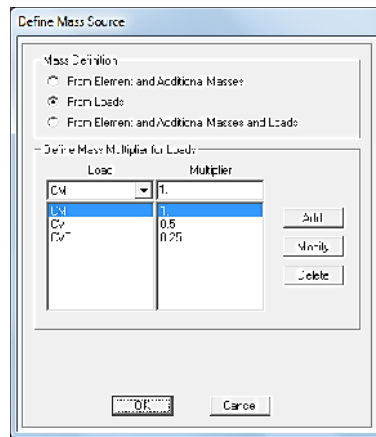 Define Mass Source
Mass Definition
From Element and Additional Masses
From Loads
From Element and Additional Masses and Loads
Define Mass Multiplier for Loads
Load Multiplier
CM 1.
CM 1.
CV 0.5
CVT 0.25
Add
Modify
Delete
OK Cancel